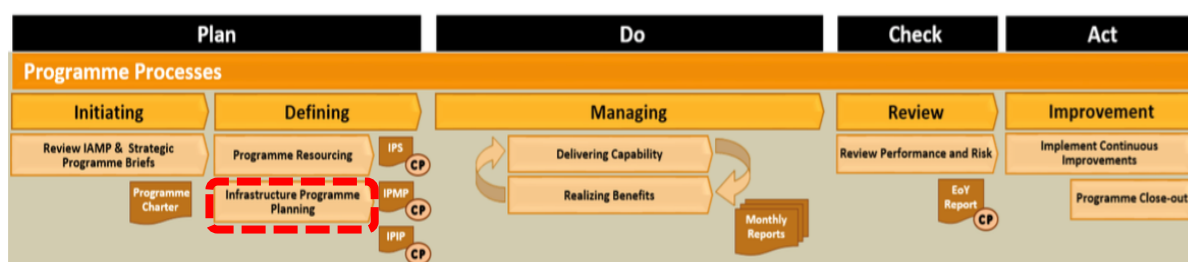 Plan
Do
Check
Act
Programme Processes
Initiating
Defining
Managing
Review
Improvement
Review IAMP & Strategic
Programme Briefs
Programme
Charter
Programme Resourcing
Infrastructure Programme
Planning
IPS
CP
IPMP
CP
IPIP
CP
Delivering Capability
Realizing Benefits
Monthly
Reports
Review Performance and Risk
EoY
Report
CP
Implement Continuous
Improvements
Programme Close-out